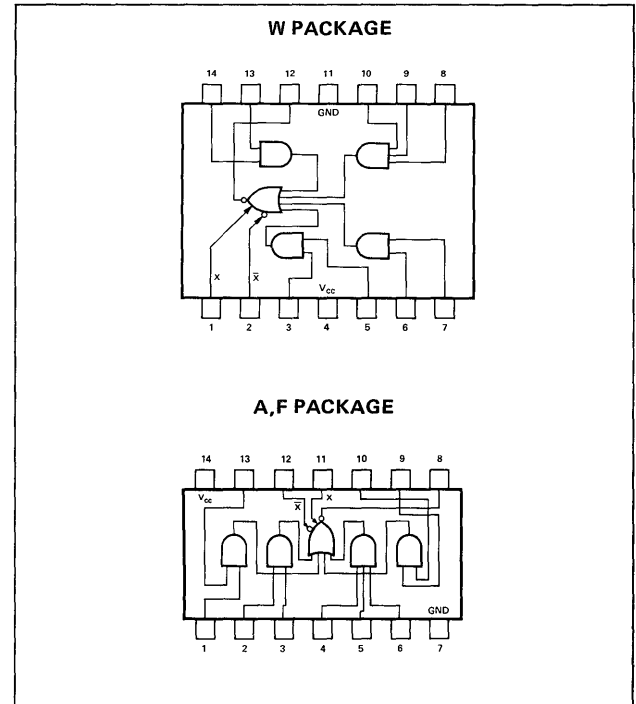 W PACKAGE
14 13 12 11 10 9 8
GND
X X̄
Vcc
1 2 3 4 5 6 7
A,F PACKAGE
14 13 12 11 10 9 8
Vcc X̄ X
GND
1 2 3 4 5 6 7